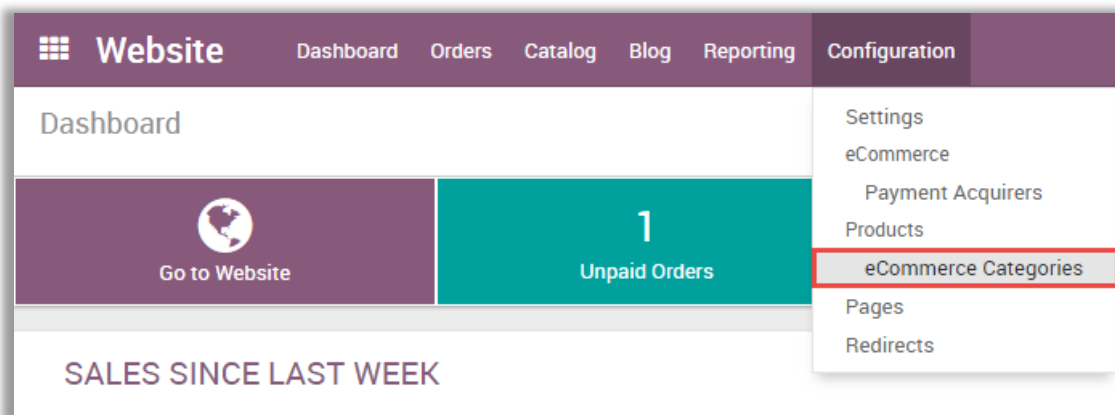 Website Dashboard Orders Catalog Blog Reporting Configuration
Dashboard
Settings
eCommerce
Payment Acquirers
Products
eCommerce Categories
Pages
Redirects
Go to Website
1
Unpaid Orders
SALES SINCE LAST WEEK